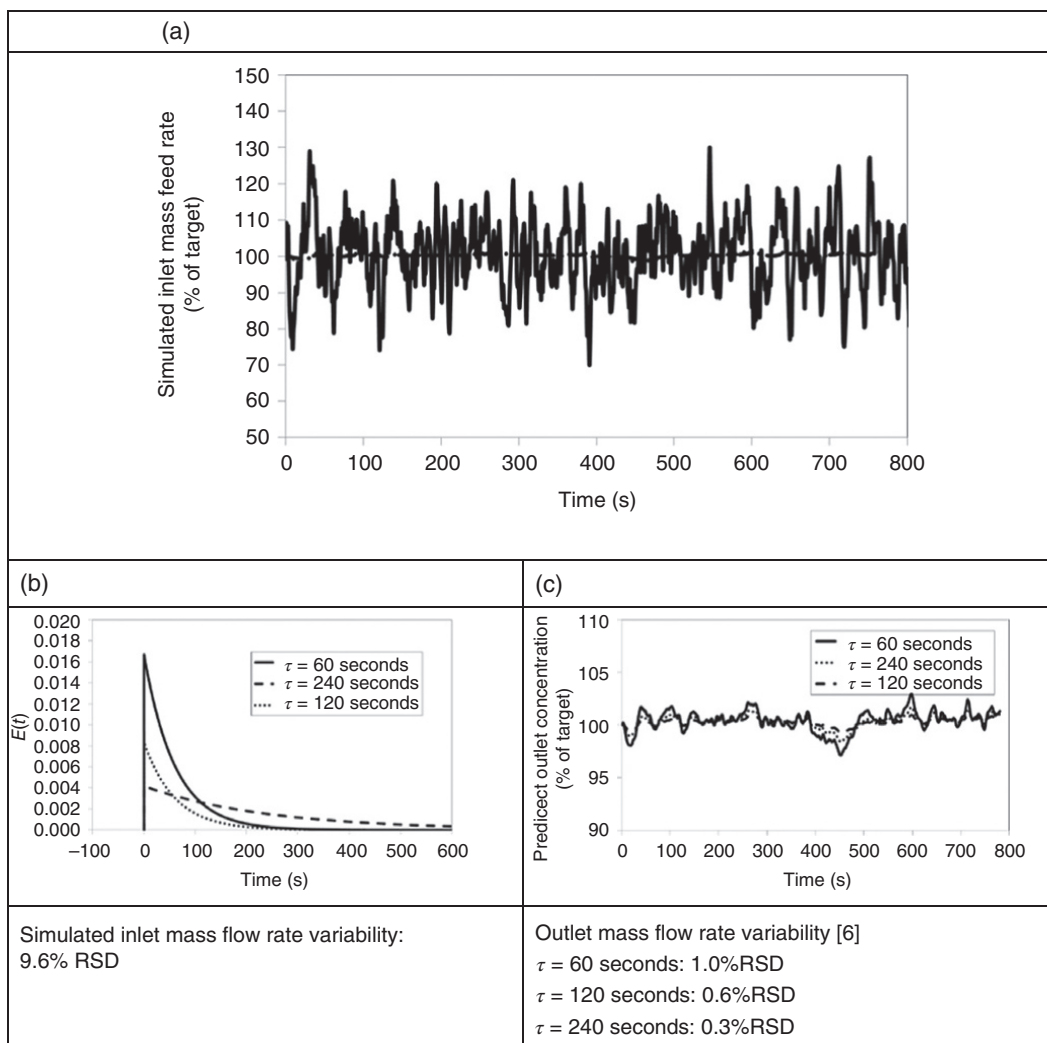 (a)
Simulated inlet mass feed rate
(% of target)
150
140
130
120
110
100
90
80
70
60
50
0 100 200 300 400 500 600 700 800
Time (s)
(b)
E(t)
0.020
0.018
0.016
0.014
0.012
0.010
0.008
0.006
0.004
0.002
0.000
τ = 60 seconds
τ = 240 seconds
τ = 120 seconds
−100 0 100 200 300 400 500 600
Time (s)
(c)
Predicect outlet concentration
(% of target)
110
105
100
95
90
τ = 60 seconds
τ = 240 seconds
τ = 120 seconds
0 100 200 300 400 500 600 700 800
Time (s)
Simulated inlet mass flow rate variability:
9.6% RSD
Outlet mass flow rate variability [6]
τ = 60 seconds: 1.0%RSD
τ = 120 seconds: 0.6%RSD
τ = 240 seconds: 0.3%RSD